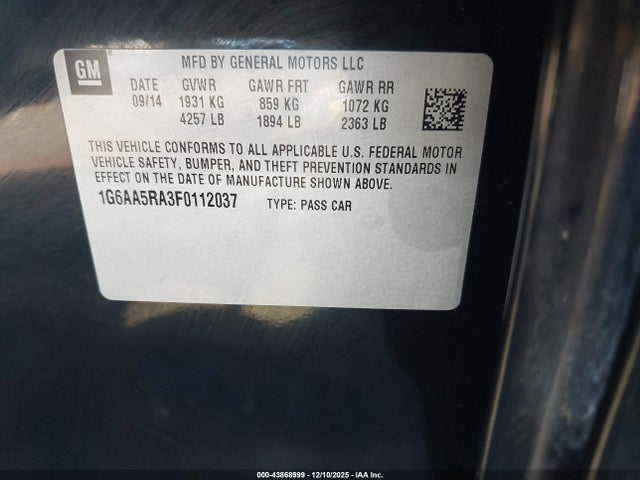 GM
MFD BY GENERAL MOTORS LLC
DATE GVWR GAWR FRT GAWR RR
09/14 1931 KG 859 KG 1072 KG
4257 LB 1894 LB 2363 LB
THIS VEHICLE CONFORMS TO ALL APPLICABLE U.S. FEDERAL MOTOR
VEHICLE SAFETY, BUMPER, AND THEFT PREVENTION STANDARDS IN
EFFECT ON THE DATE OF MANUFACTURE SHOWN ABOVE.
1G6AA5RA3F0112037 TYPE: PASS CAR
000-43868999 - 12/10/2025 - IAA Inc.